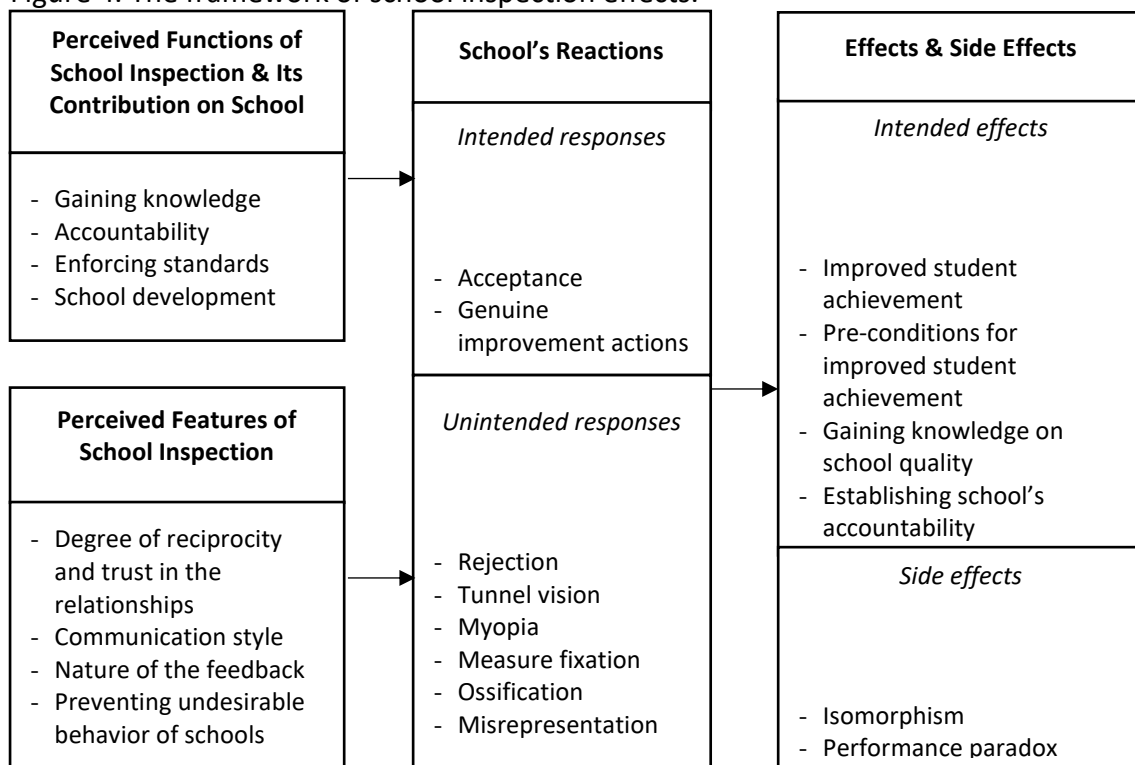 Figure 4. The framework of school inspection effects.
Perceived Functions of
School Inspection & Its
Contribution on School
- Gaining knowledge
- Accountability
- Enforcing standards
- School development
Perceived Features of
School Inspection
- Degree of reciprocity
and trust in the
relationships
- Communication style
- Nature of the feedback
- Preventing undesirable
behavior of schools
School’s Reactions
Intended responses
- Acceptance
- Genuine
improvement actions
Unintended responses
- Rejection
- Tunnel vision
- Myopia
- Measure fixation
- Ossification
- Misrepresentation
Effects & Side Effects
Intended effects
- Improved student
achievement
- Pre-conditions for
improved student
achievement
- Gaining knowledge on
school quality
- Establishing school’s
accountability
Side effects
- Isomorphism
- Performance paradox